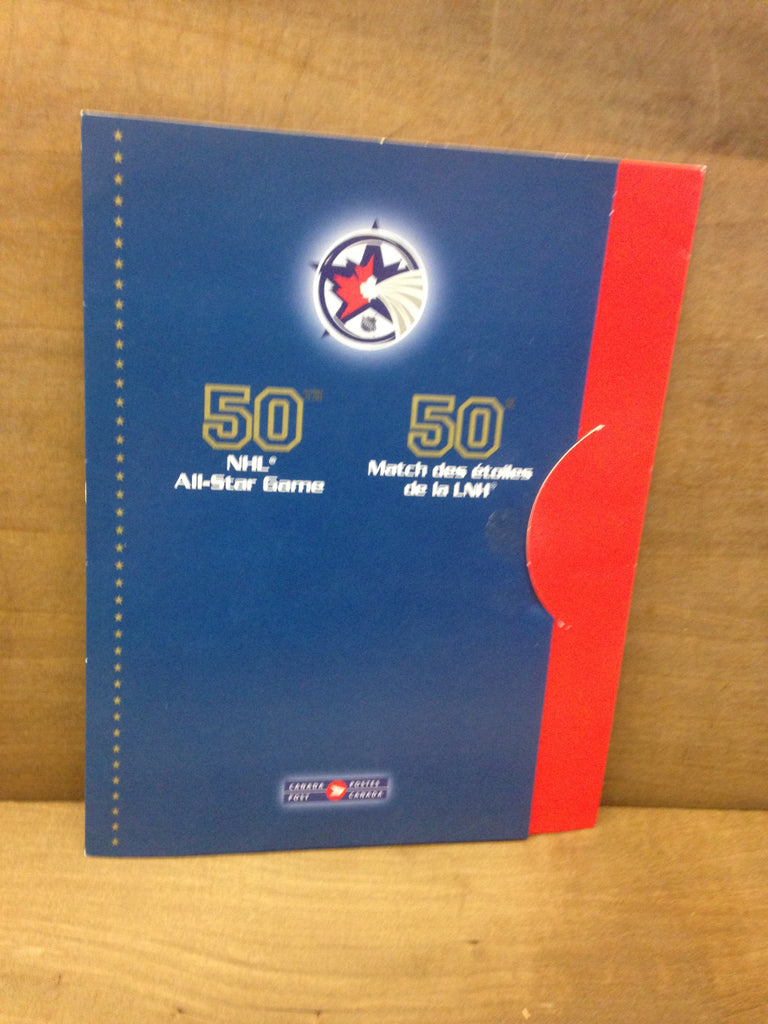 50TH
NHL®
All-Star Game
50e
Match des étoiles
de la LNH®
CANADA POSTES
POST CANADA